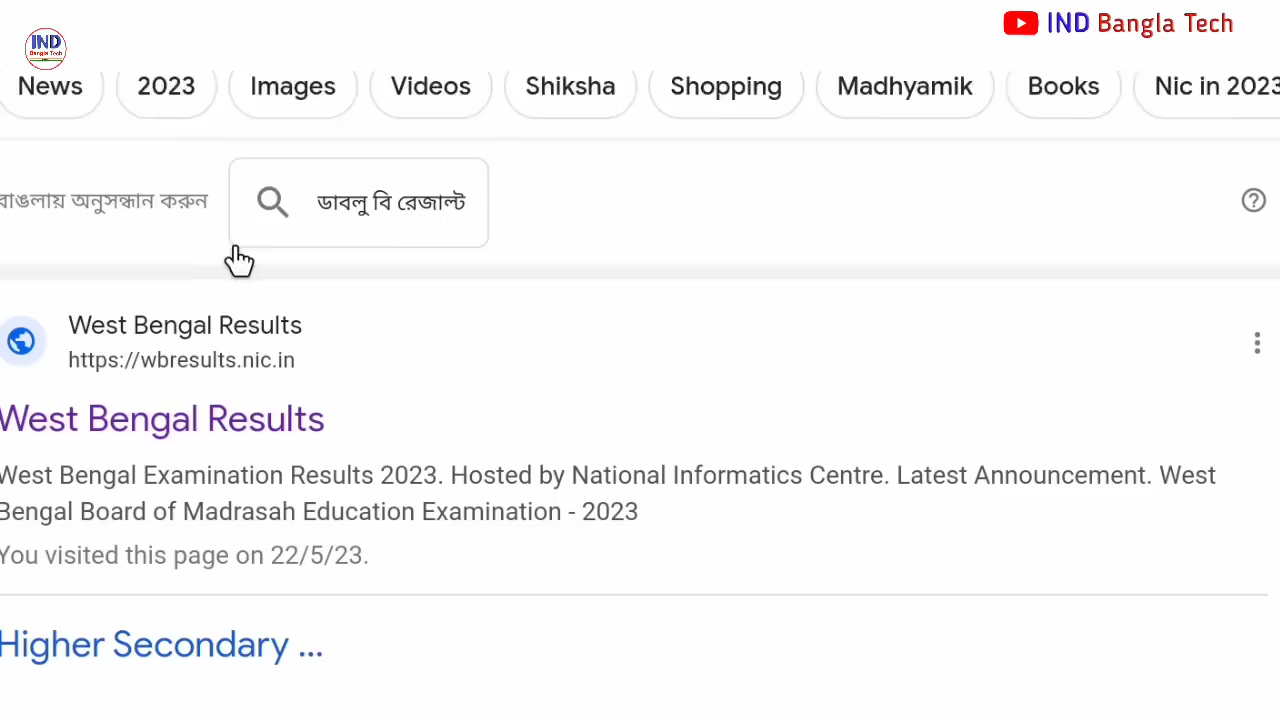 IND Bangla Tech
IND
Bangla Tech
News 2023 Images Videos Shiksha Shopping Madhyamik Books Nic in 2023
বাঙলায় অনুসন্ধান করুন ডাবলু বি রেজাল্ট
West Bengal Results
https://wbresults.nic.in
West Bengal Results
West Bengal Examination Results 2023. Hosted by National Informatics Centre. Latest Announcement. West
Bengal Board of Madrasah Education Examination - 2023
You visited this page on 22/5/23.
Higher Secondary ...